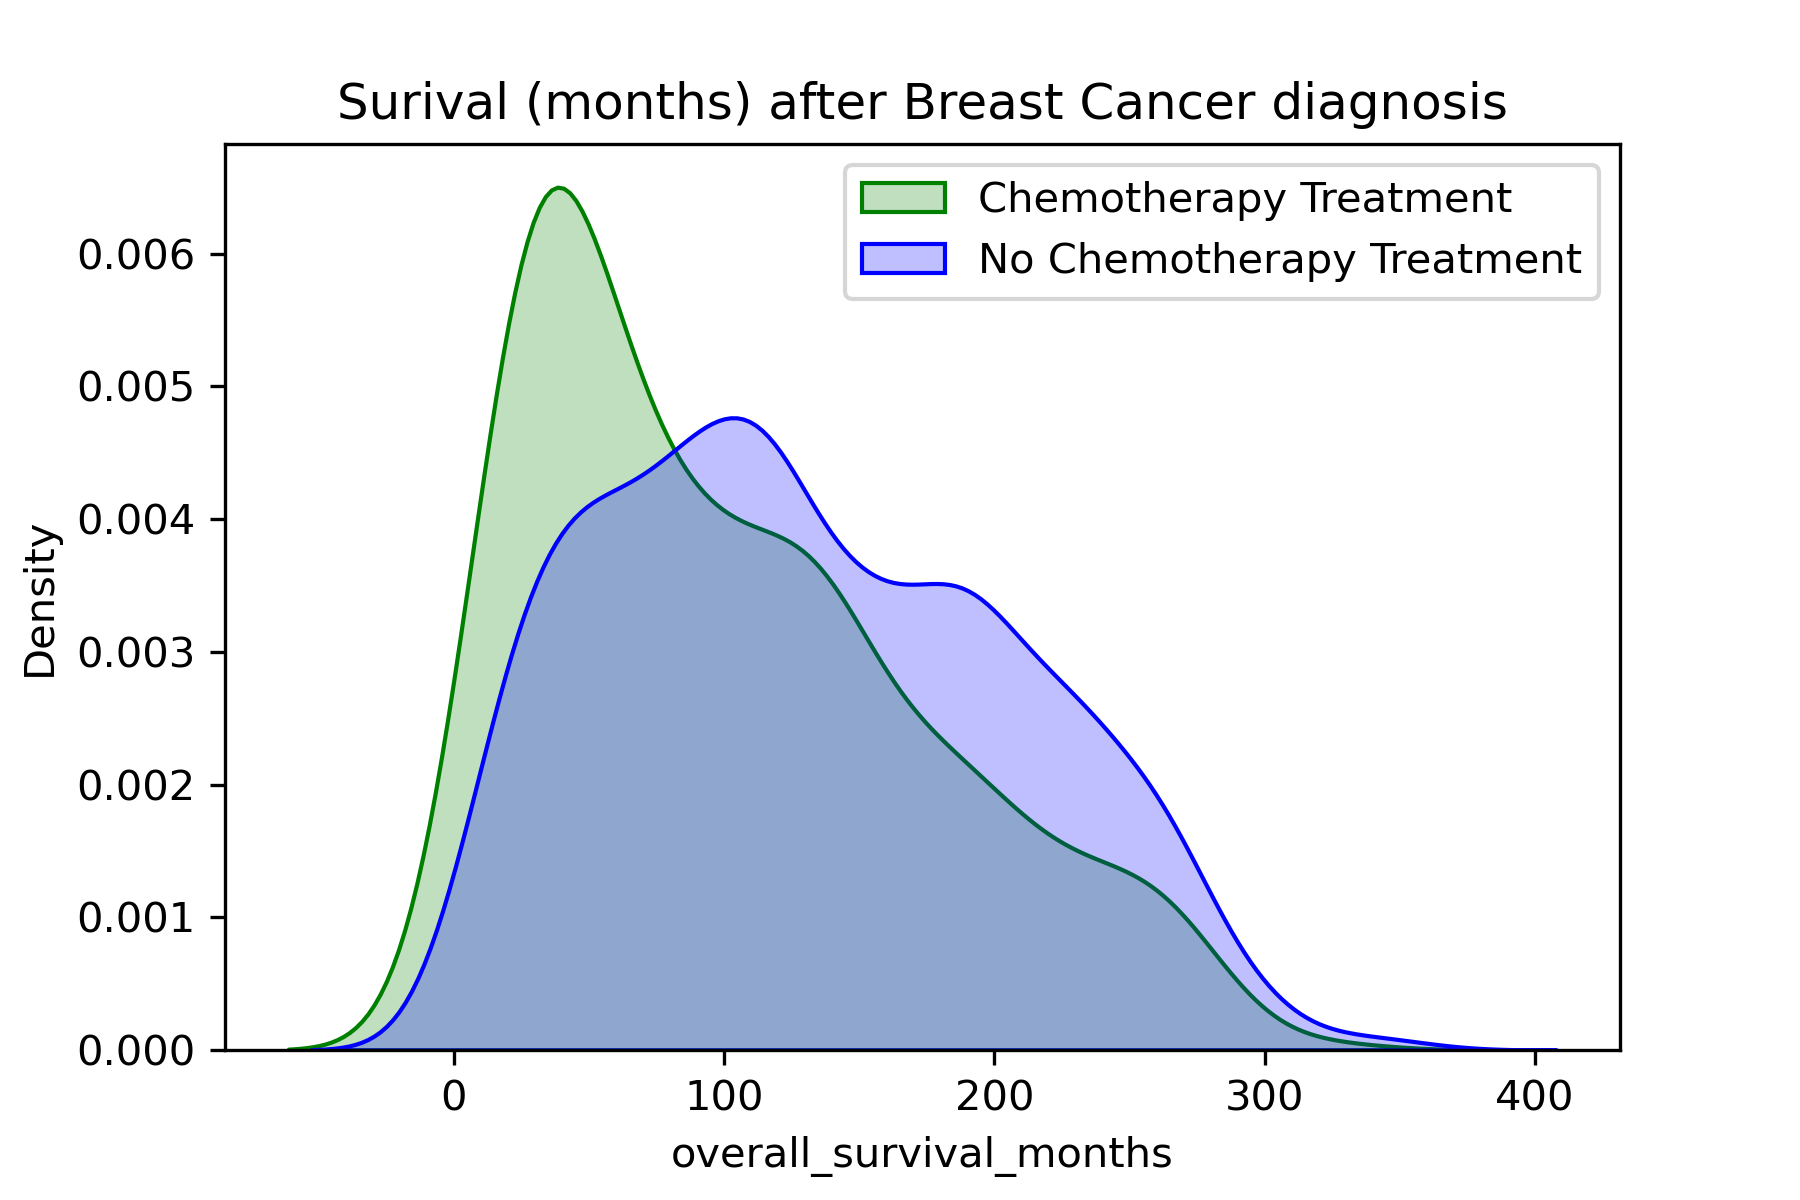 Surival (months) after Breast Cancer diagnosis
Chemotherapy Treatment
No Chemotherapy Treatment
0.006
0.005
0.004
0.003
0.002
0.001
0.000
Density
0
100
200
300
400
overall_survival_months